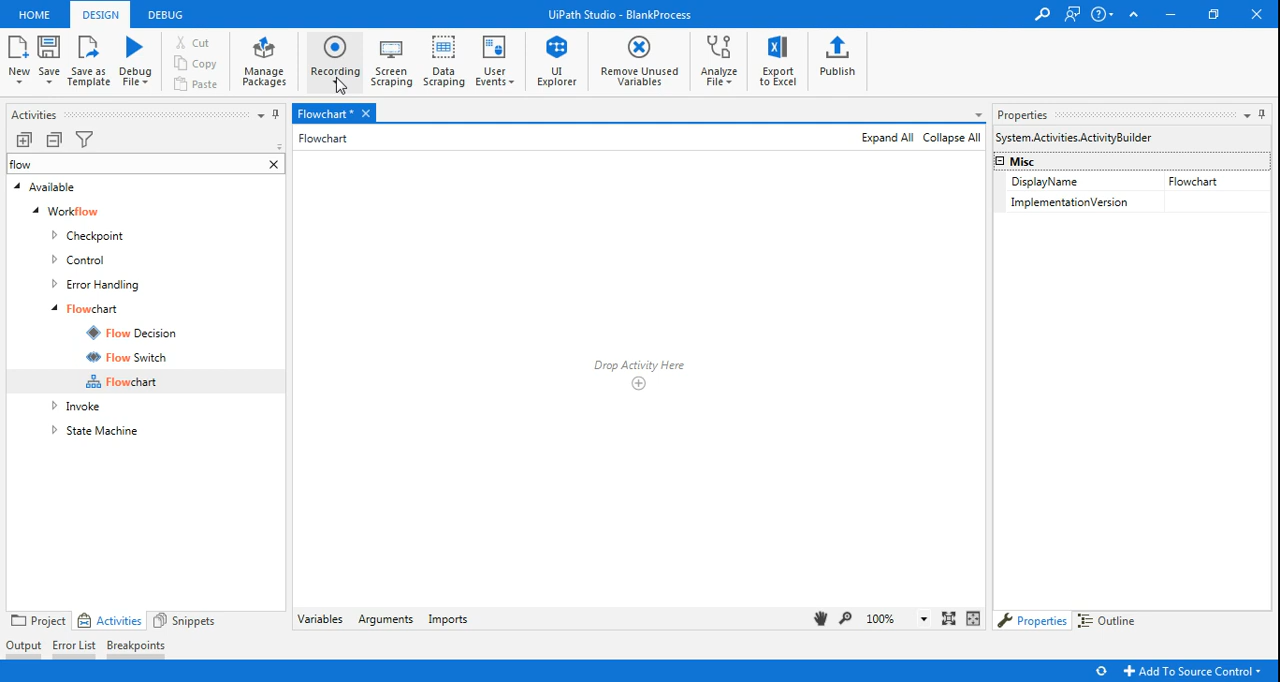 HOME DESIGN DEBUG UiPath Studio - BlankProcess
New Save Save as Template Debug File Cut Copy Paste Manage Packages Recording Screen Scraping Data Scraping User Events UI Explorer Remove Unused Variables Analyze File Export to Excel Publish
Activities
flow
Available
Workflow
Checkpoint
Control
Error Handling
Flowchart
Flow Decision
Flow Switch
Flowchart
Invoke
State Machine
Project Activities Snippets
Flowchart *
Flowchart Expand All Collapse All
Drop Activity Here
Variables Arguments Imports 100%
Properties
System.Activities.ActivityBuilder
Misc
DisplayName Flowchart
ImplementationVersion
Properties Outline
Output Error List Breakpoints
Add To Source Control